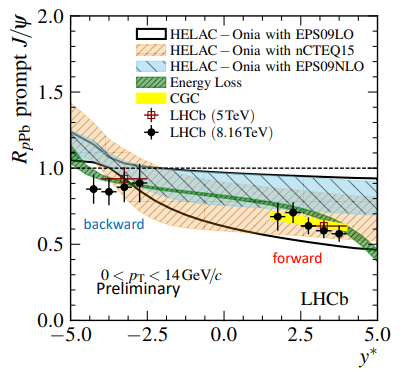 R_{pPb} prompt J/ψ
2.0
1.5
1.0
0.5
0.0
HELAC−Onia with EPS09LO
HELAC−Onia with nCTEQ15
HELAC−Onia with EPS09NLO
Energy Loss
CGC
LHCb (5TeV)
LHCb (8.16TeV)
backward
forward
0 < p_T < 14 GeV/c
Preliminary
LHCb
−5.0 −2.5 0.0 2.5 5.0
y*